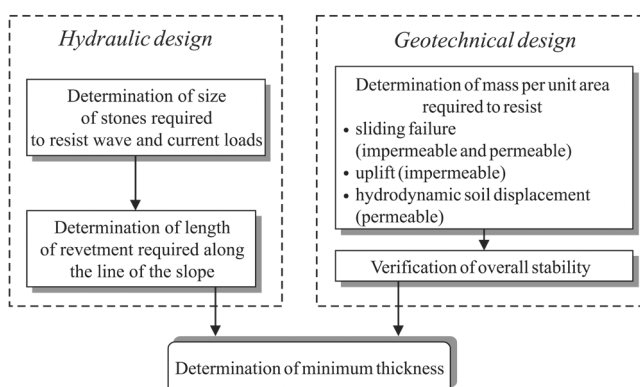 Hydraulic design
Determination of size
of stones required
to resist wave and current loads
Determination of length
of revetment required along
the line of the slope
Geotechnical design
Determination of mass per unit area
required to resist
• sliding failure
(impermeable and permeable)
• uplift (impermeable)
• hydrodynamic soil displacement
(permeable)
Verification of overall stability
Determination of minimum thickness